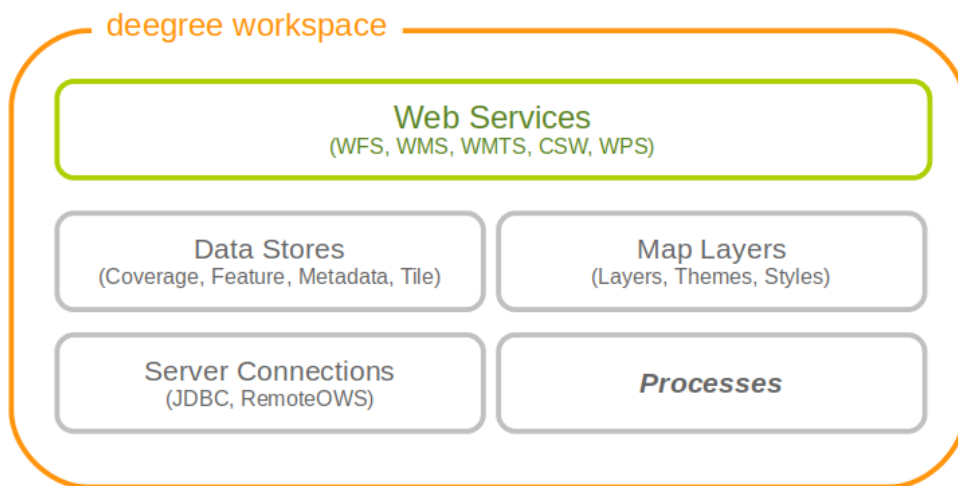 deegree workspace
Web Services
(WFS, WMS, WMTS, CSW, WPS)
Data Stores
(Coverage, Feature, Metadata, Tile)
Map Layers
(Layers, Themes, Styles)
Server Connections
(JDBC, RemoteOWS)
Processes